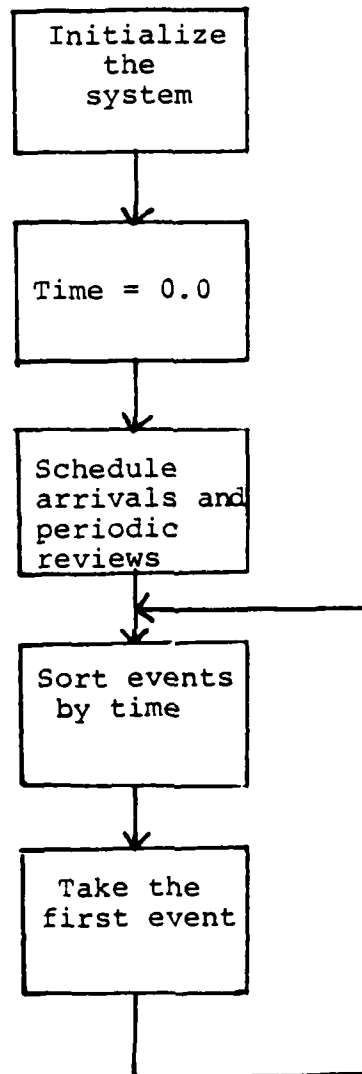 Initialize
the
system
Time = 0.0
Schedule
arrivals and
periodic
reviews
Sort events
by time
Take the
first event